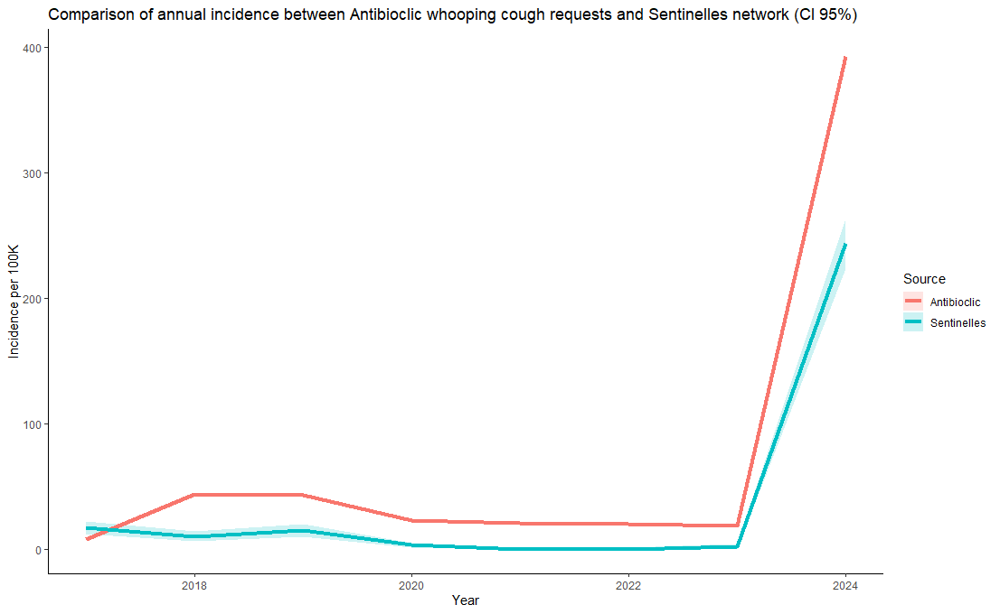 Comparison of annual incidence between Antibioclic whooping cough requests and Sentinelles network (CI 95%)
400
300
200
100
0
Incidence per 100K
2018
2020
2022
2024
Year
Source
Antibioclic
Sentinelles